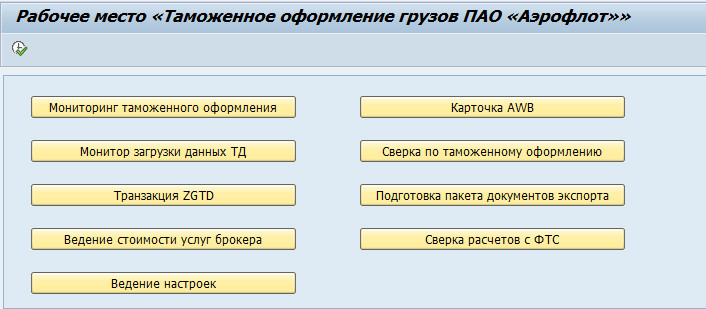 Рабочее место «Таможенное оформление грузов ПАО «Аэрофлот»»
Мониторинг таможенного оформления
Карточка AWB
Монитор загрузки данных ТД
Сверка по таможенному оформлению
Транзакция ZGTD
Подготовка пакета документов экспорта
Ведение стоимости услуг брокера
Сверка расчетов с ФТС
Ведение настроек